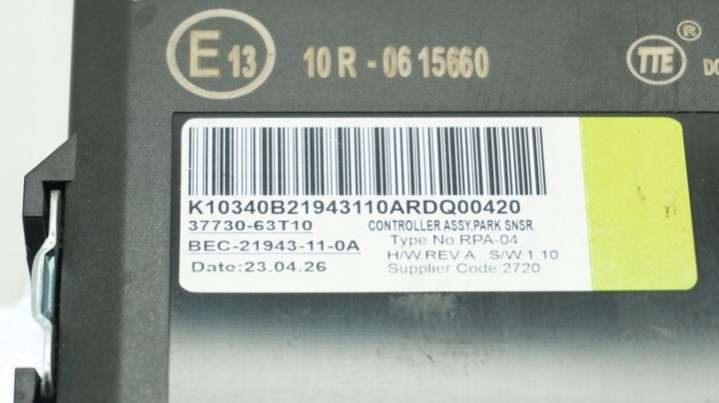 E 13 10 R - 06 15660 TTE ®
K10340B21943110ARDQ00420
37730-63T10 CONTROLLER ASSY,PARK SNSR
BEC-21943-11-0A Type No:RPA-04
H/W:REV A S/W 1.10
Date:23.04.26 Supplier Code:2720